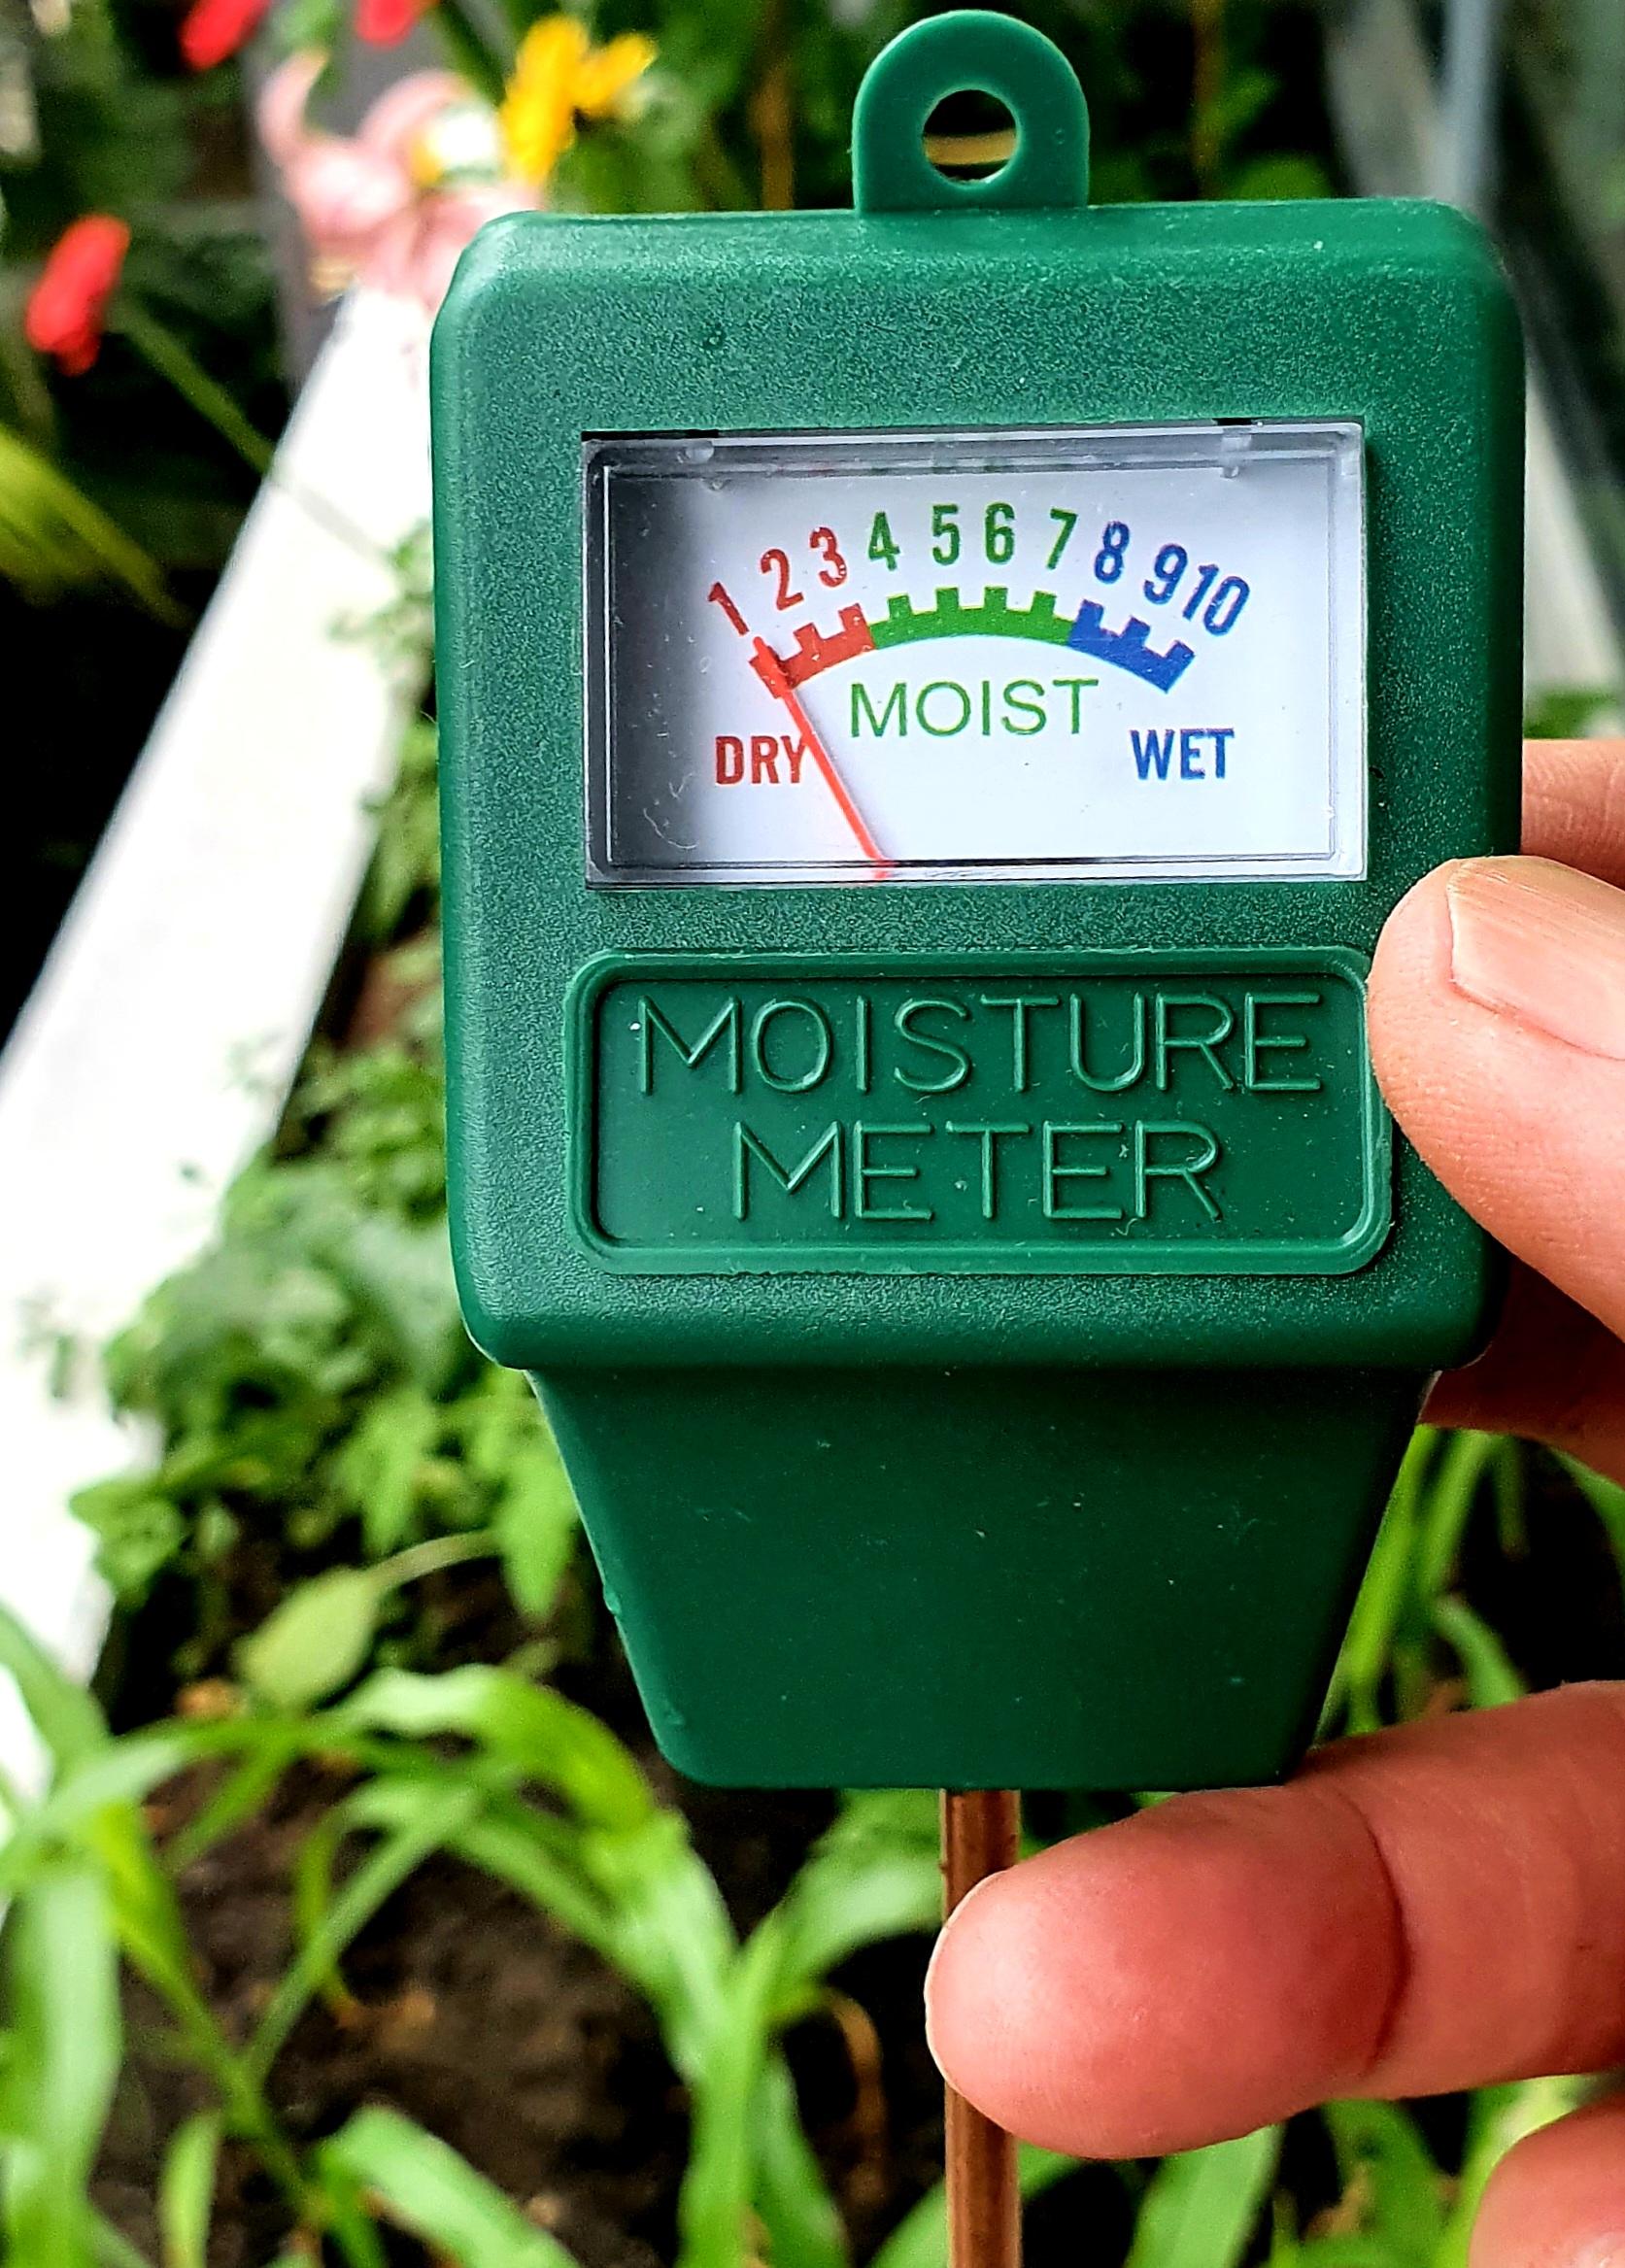 1 2 3 4 5 6 7 8 9 10
MOIST
DRY WET
MOISTURE
METER